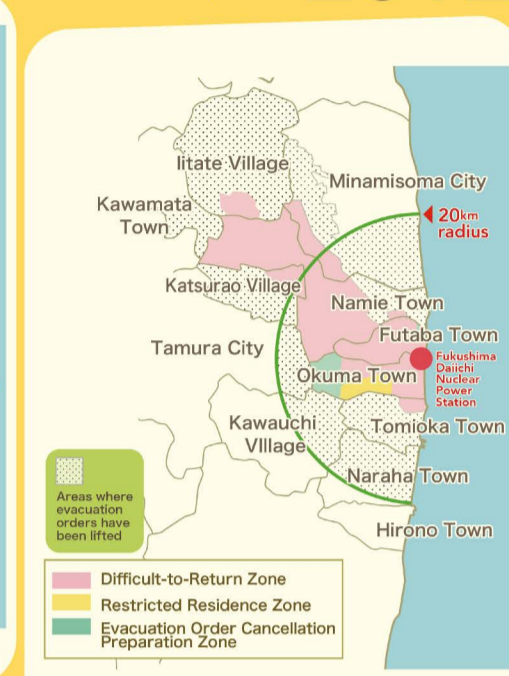 Iitate Village
Minamisoma City
Kawamata
Town
20km
radius
Katsurao Village
Namie Town
Futaba Town
Tamura City
Fukushima
Daiichi
Nuclear
Power
Station
Okuma Town
Kawauchi
VIllage
Tomioka Town
Naraha Town
Hirono Town
Areas where
evacuation
orders have
been lifted
Difficult-to-Return Zone
Restricted Residence Zone
Evacuation Order Cancellation
Preparation Zone